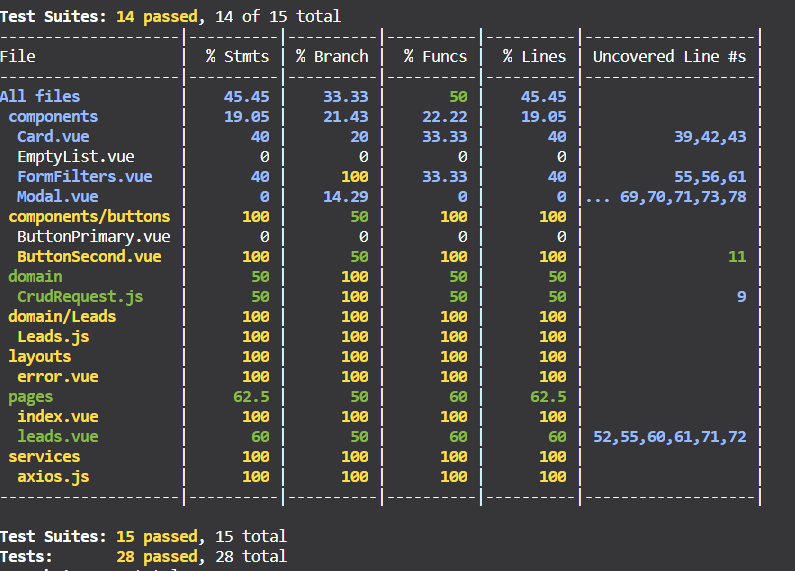 Test Suites: 14 passed, 14 of 15 total
--------------------|----------|----------|----------|----------|-------------------|
File                |  % Stmts | % Branch |  % Funcs |  % Lines | Uncovered Line #s |
--------------------|----------|----------|----------|----------|-------------------|
All files           |    45.45 |    33.33 |       50 |    45.45 |                   |
 components         |    19.05 |    21.43 |    22.22 |    19.05 |                   |
  Card.vue          |       40 |       20 |    33.33 |       40 |          39,42,43 |
  EmptyList.vue     |        0 |        0 |        0 |        0 |                   |
  FormFilters.vue   |       40 |      100 |    33.33 |       40 |          55,56,61 |
  Modal.vue         |        0 |    14.29 |        0 |        0 |... 69,70,71,73,78 |
 components/buttons |      100 |       50 |      100 |      100 |                   |
  ButtonPrimary.vue |        0 |        0 |        0 |        0 |                   |
  ButtonSecond.vue  |      100 |       50 |      100 |      100 |                11 |
 domain             |       50 |      100 |       50 |       50 |                   |
  CrudRequest.js    |       50 |      100 |       50 |       50 |                 9 |
 domain/Leads       |      100 |      100 |      100 |      100 |                   |
  Leads.js          |      100 |      100 |      100 |      100 |                   |
 layouts            |      100 |      100 |      100 |      100 |                   |
  error.vue         |      100 |      100 |      100 |      100 |                   |
 pages              |     62.5 |       50 |       60 |     62.5 |                   |
  index.vue         |      100 |      100 |      100 |      100 |                   |
  leads.vue         |       60 |       50 |       60 |       60 | 52,55,60,61,71,72 |
 services           |      100 |      100 |      100 |      100 |                   |
  axios.js          |      100 |      100 |      100 |      100 |                   |
--------------------|----------|----------|----------|----------|-------------------|
Test Suites: 15 passed, 15 total
Tests:       28 passed, 28 total